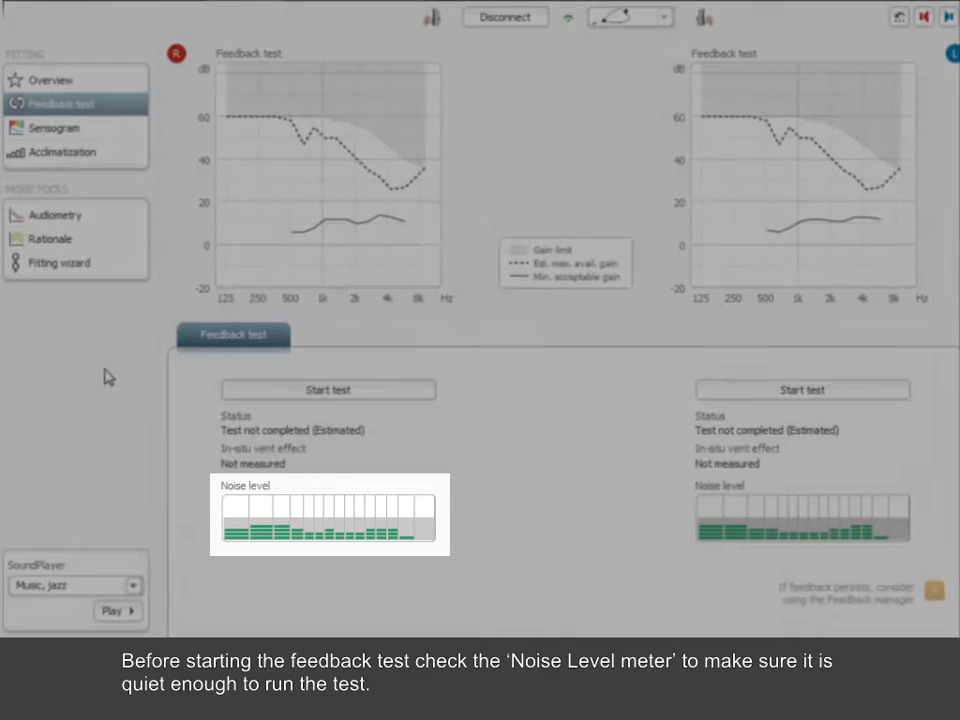 Disconnect
FITTING
Overview
Feedback test
Sensogram
Acclimatization
MORE TOOLS
Audiometry
Rationale
Fitting wizard
R
Feedback test
dB
60
40
20
0
-20
125 250 500 1k 2k 4k 8k Hz
Gain limit
Est. max. avail. gain
Min. acceptable gain
Feedback test
L
dB
60
40
20
0
-20
125 250 500 1k 2k 4k 8k Hz
Feedback test
Start test
Status
Test not completed (Estimated)
In-situ vent effect
Not measured
Noise level
Start test
Status
Test not completed (Estimated)
In-situ vent effect
Not measured
Noise level
If feedback persists, consider
using the Feedback manager
SoundPlayer
Music, jazz
Play
Before starting the feedback test check the ‘Noise Level meter’ to make sure it is
quiet enough to run the test.